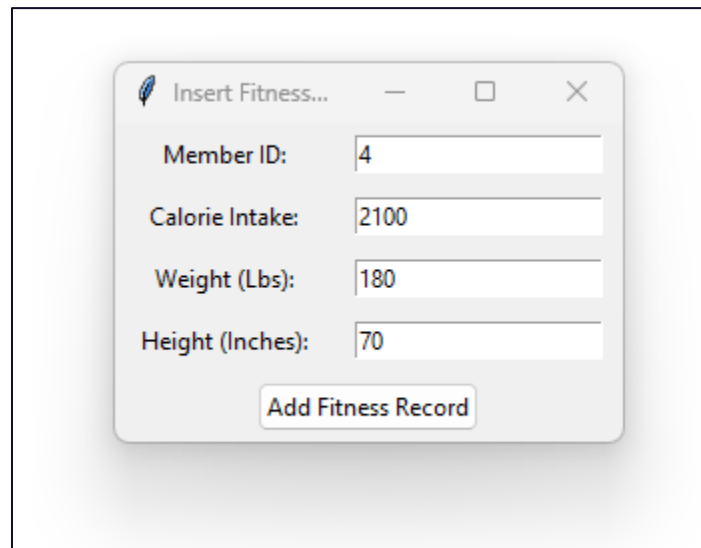 Insert Fitness...
Member ID: 4
Calorie Intake: 2100
Weight (Lbs): 180
Height (Inches): 70
Add Fitness Record